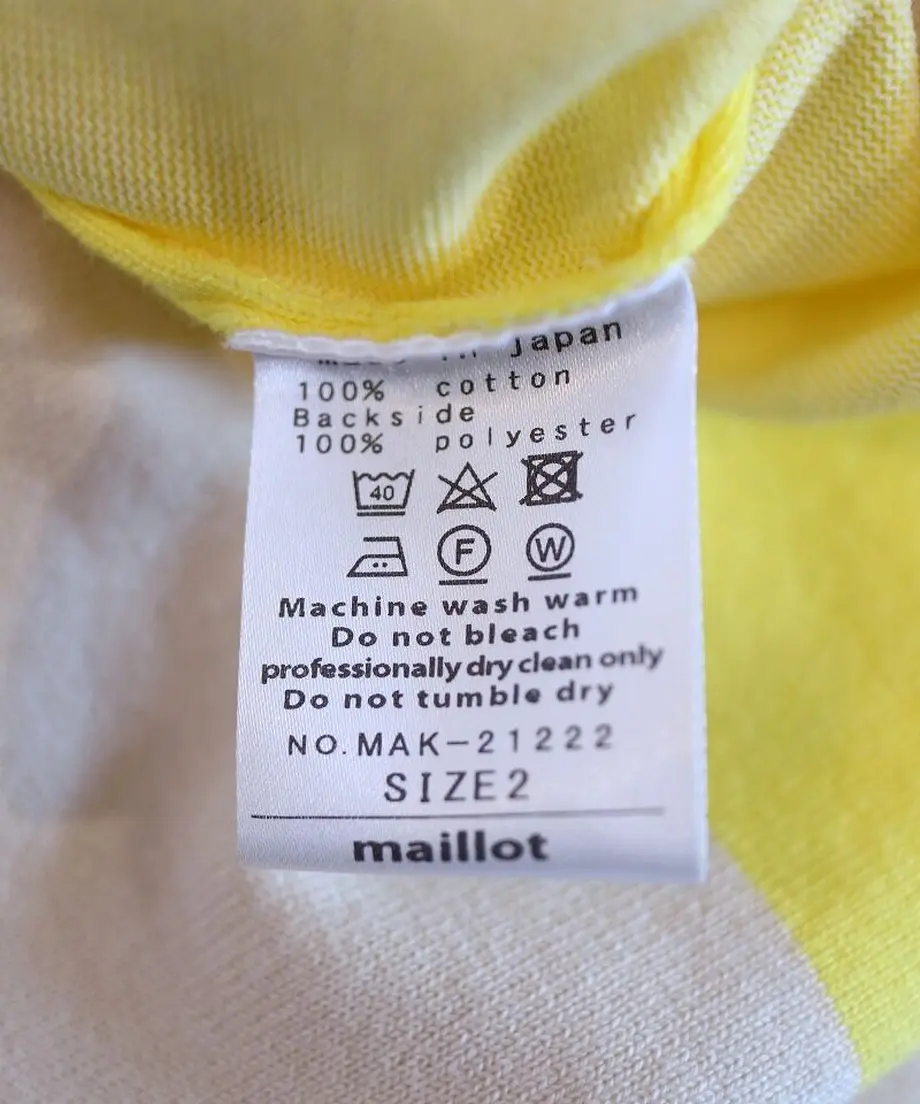 Japan
100% cotton
Backside
100% polyester
40
F W
Machine wash warm
Do not bleach
professionally dry clean only
Do not tumble dry
NO.MAK-21222
SIZE2
maillot